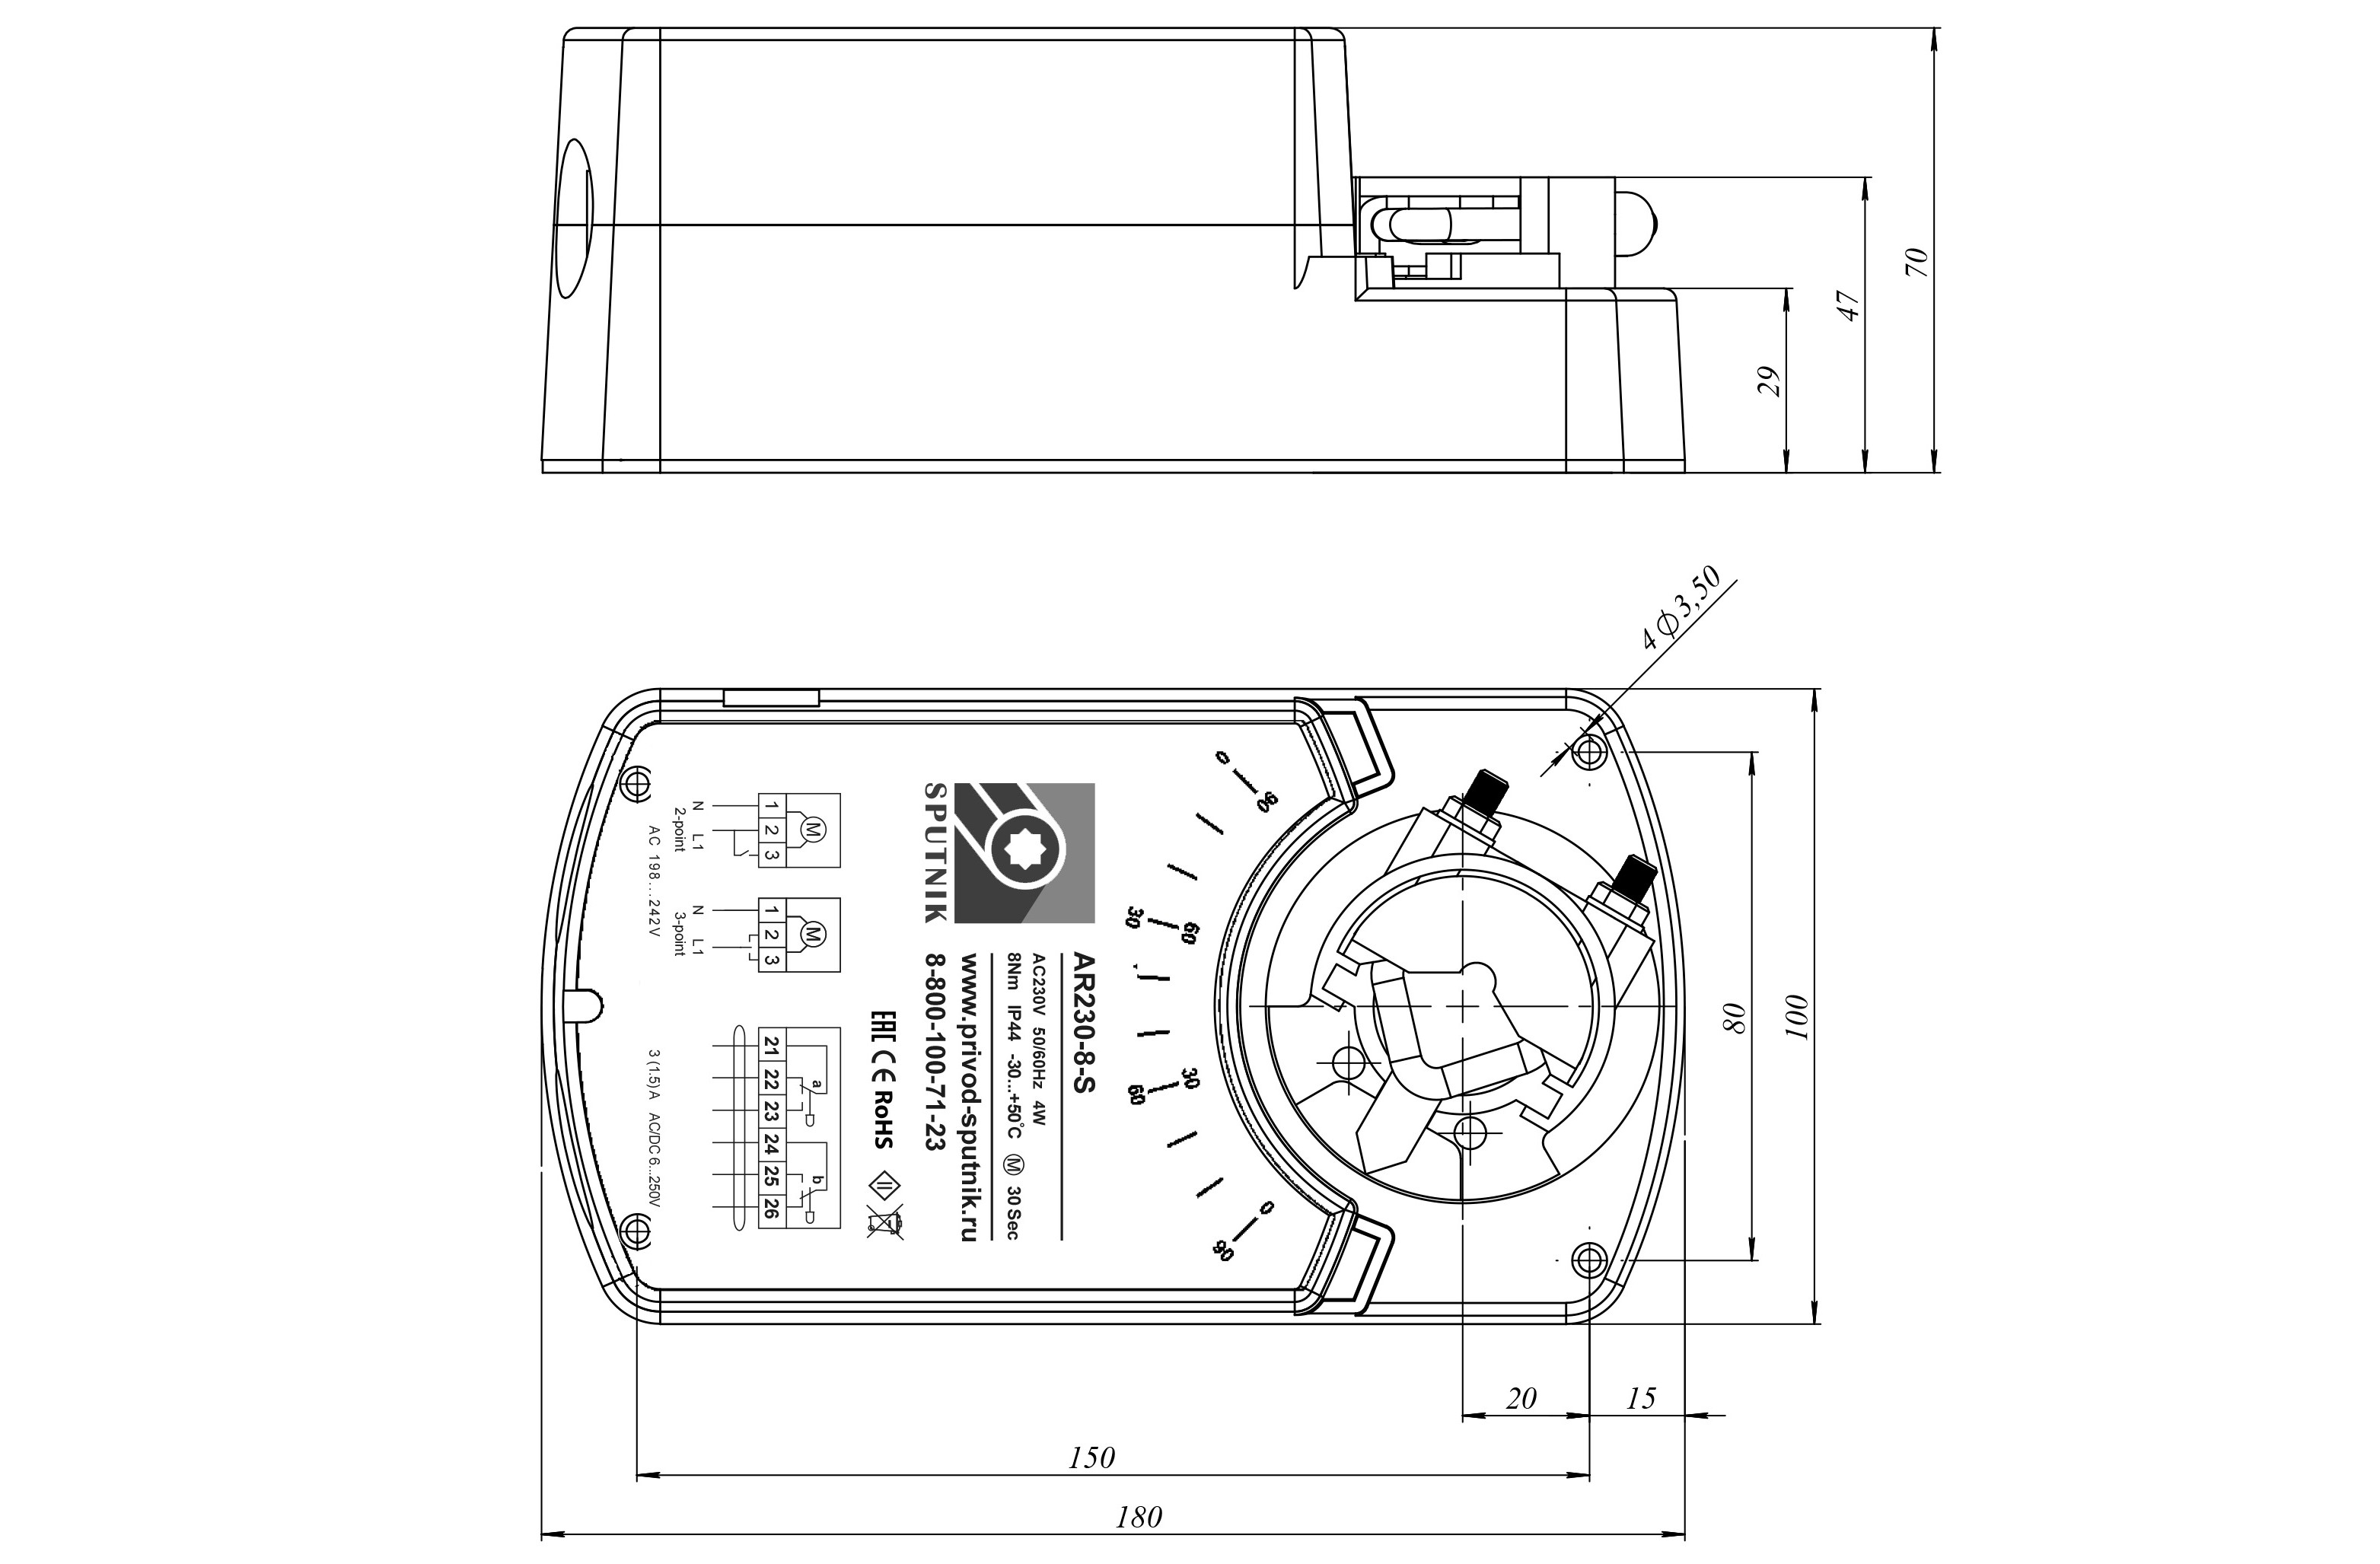 70
47
29
4 ϕ 3,50
SPUTNIK
AR230-8-S
AC230V 50/60Hz 4W
8Nm IP44 -30...+50°C M 30 Sec
www.privod-sputnik.ru
8-800-100-71-23
EAC CE RoHS
III
1 2 3
M
N L1
2-point
AC 198...242V
1 2 3
M
N L1
3-point
21 22 23 24 25 26
a
b
3 (1.5) A AC/DC 6...250V
0
90
30
60
30
60
0
90
80
100
20
15
150
180